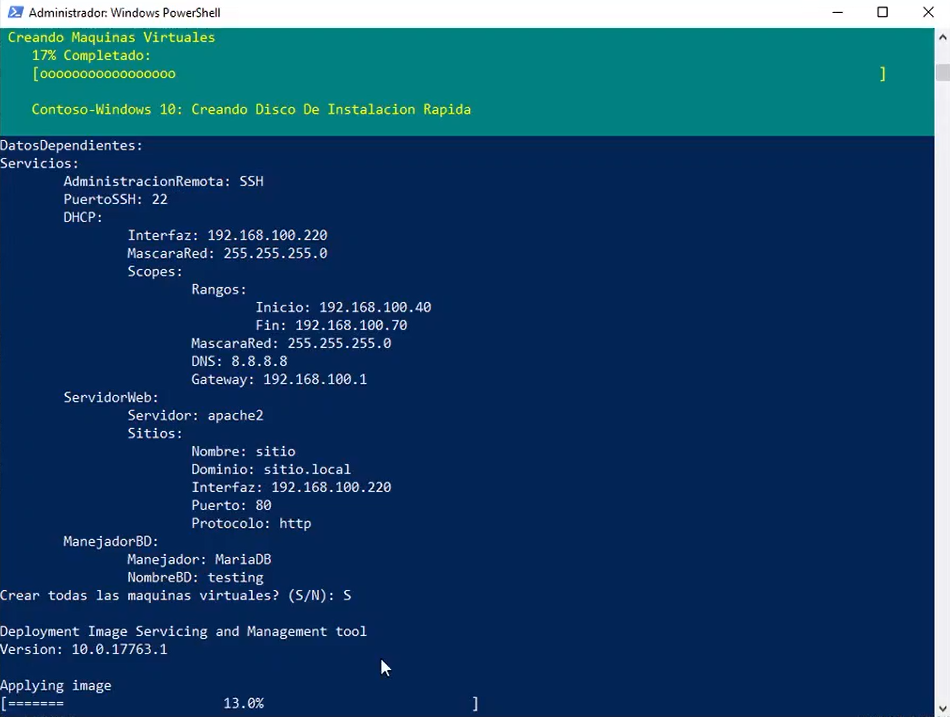 Administrador: Windows PowerShell
Creando Maquinas Virtuales
17% Completado:
[ooooooooooooooooo ]
Contoso-Windows 10: Creando Disco De Instalacion Rapida
DatosDependientes:
Servicios:
AdministracionRemota: SSH
PuertoSSH: 22
DHCP:
Interfaz: 192.168.100.220
MascaraRed: 255.255.255.0
Scopes:
Rangos:
Inicio: 192.168.100.40
Fin: 192.168.100.70
MascaraRed: 255.255.255.0
DNS: 8.8.8.8
Gateway: 192.168.100.1
ServidorWeb:
Servidor: apache2
Sitios:
Nombre: sitio
Dominio: sitio.local
Interfaz: 192.168.100.220
Puerto: 80
Protocolo: http
ManejadorBD:
Manejador: MariaDB
NombreBD: testing
Crear todas las maquinas virtuales? (S/N): S
Deployment Image Servicing and Management tool
Version: 10.0.17763.1
Applying image
[======= 13.0% ]